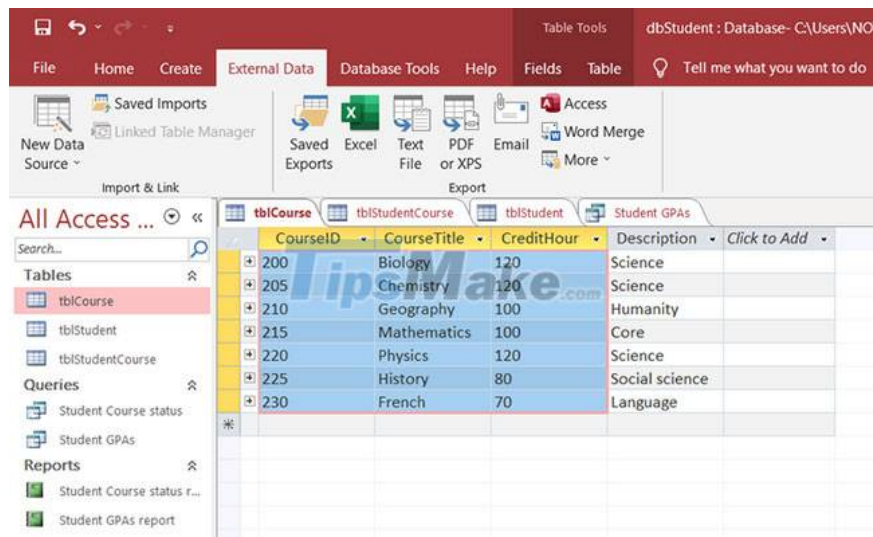 Table Tools
dbStudent : Database- C:\Users\NO
File Home Create External Data Database Tools Help Fields Table Tell me what you want to do
New Data Source
Saved Imports
Linked Table Manager
Import & Link
Saved Exports
Excel
Text File
PDF or XPS
Email
Access
Word Merge
More
Export
All Access ...
Search...
Tables
tblCourse
tblStudent
tblStudentCourse
Queries
Student Course status
Student GPAs
Reports
Student Course status r...
Student GPAs report
tblCourse tblStudentCourse tblStudent Student GPAs
CourseID CourseTitle CreditHour Description Click to Add
200 Biology 120 Science
205 Chemistry 120 Science
210 Geography 100 Humanity
215 Mathematics 100 Core
220 Physics 120 Science
225 History 80 Social science
230 French 70 Language
TipsMake.com